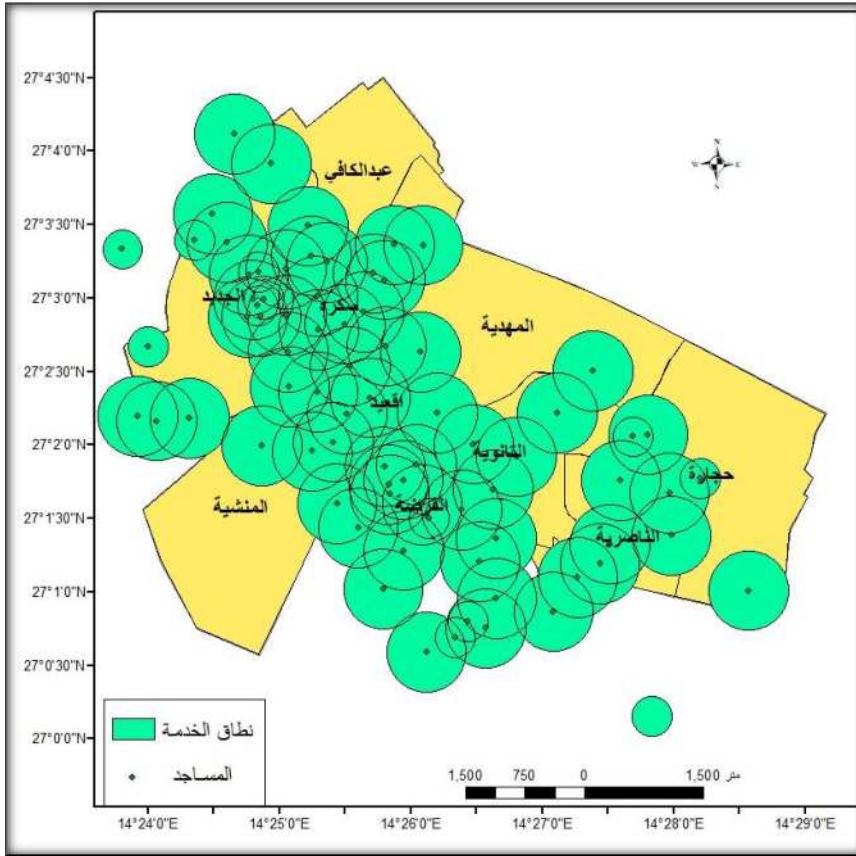 27°4'30"N
27°4'0"N
27°3'30"N
27°3'0"N
27°2'30"N
27°2'0"N
27°1'30"N
27°1'0"N
27°0'30"N
27°0'0"N
N
W E
S
عبدالكافي
الجديد
سكره
المهدية
اقعيد
الثانوية
حجارة
المنشية
القرضة
الناصرية
نطاق الخدمة
المساجد
1,500 750 0 1,500 متر
14°24'0"E 14°25'0"E 14°26'0"E 14°27'0"E 14°28'0"E 14°29'0"E